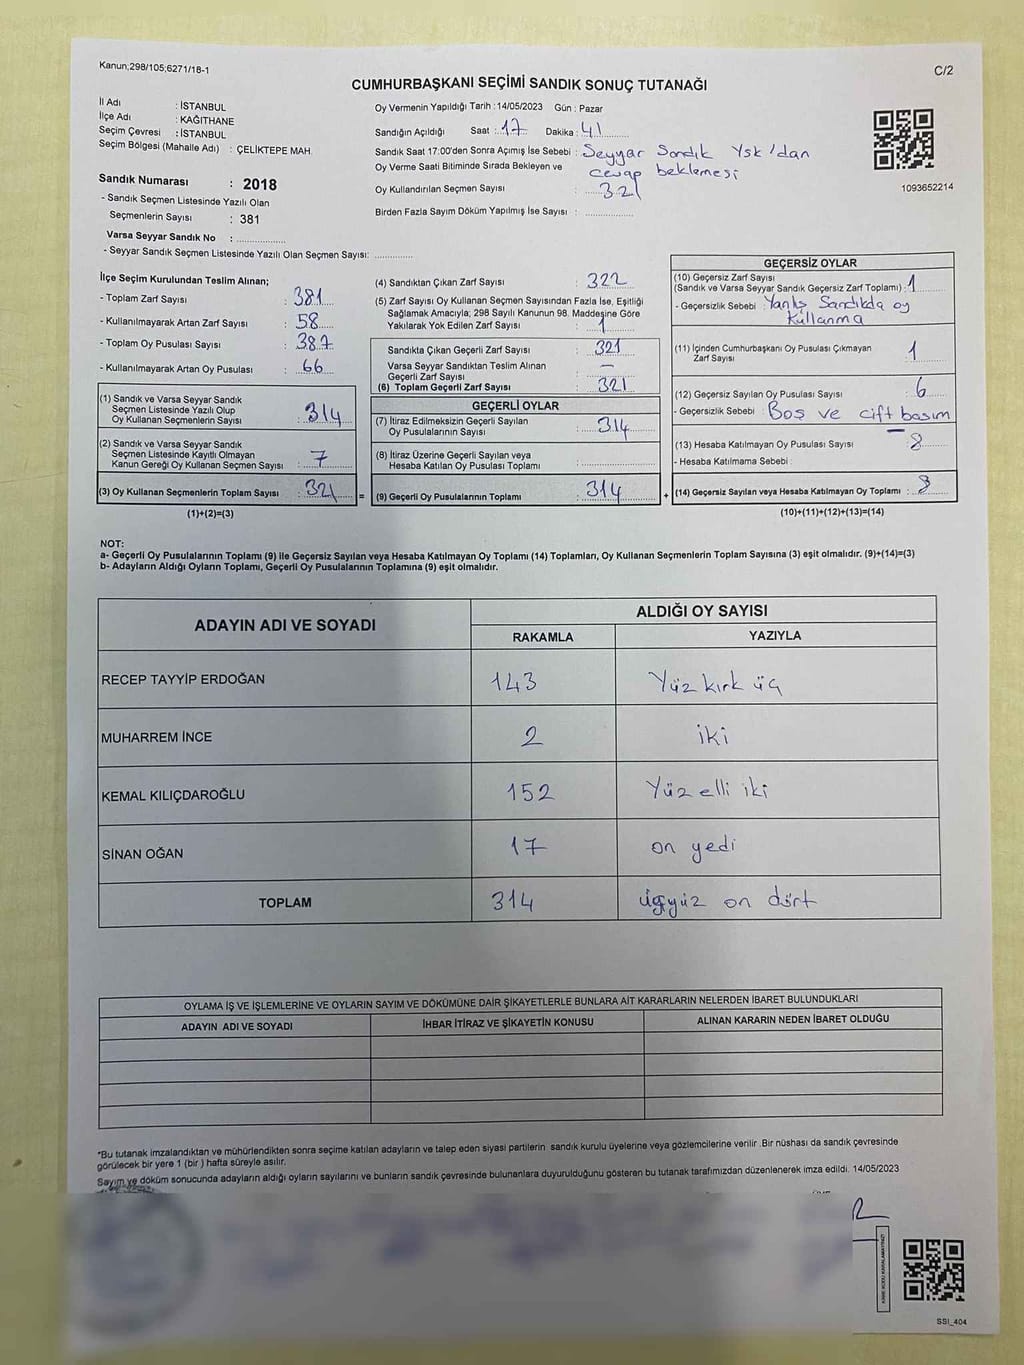 Kanun;298/105;6271/18-1
C/2
CUMHURBAŞKANI SEÇİMİ SANDIK SONUÇ TUTANAĞI
İl Adı : İSTANBUL
İlçe Adı : KAĞITHANE
Seçim Çevresi : İSTANBUL
Seçim Bölgesi (Mahalle Adı) : ÇELİKTEPE MAH.
Sandık Numarası : 2018
- Sandık Seçmen Listesinde Yazılı Olan
Seçmenlerin Sayısı : 381
Varsa Seyyar Sandık No : ..................
- Seyyar Sandık Seçmen Listesinde Yazılı Olan Seçmen Sayısı: ..............
Oy Vermenin Yapıldığı Tarih : 14/05/2023 Gün : Pazar
Sandığın Açıldığı Saat : 17 Dakika : 41
Sandık Saat 17:00'den Sonra Açımış İse Sebebi : Seyyar Sandık Ysk'dan
Oy Verme Saati Bitiminde Sırada Bekleyen ve cevap beklemesi
Oy Kullandırılan Seçmen Sayısı : 321
Birden Fazla Sayım Döküm Yapılmış İse Sayısı : ..................
1093652214
İlçe Seçim Kurulundan Teslim Alınan;
- Toplam Zarf Sayısı : 381
- Kullanılmayarak Artan Zarf Sayısı : 58
- Toplam Oy Pusulası Sayısı : 387
- Kullanılmayarak Artan Oy Pusulası : 66
(1) Sandık ve Varsa Seyyar Sandık
Seçmen Listesinde Yazılı Olup
Oy Kullanan Seçmenlerin Sayısı : 314
(2) Sandık ve Varsa Seyyar Sandık
Seçmen Listesinde Kayıtlı Olmayan
Kanun Gereği Oy Kullanan Seçmen Sayısı : 7
(3) Oy Kullanan Seçmenlerin Toplam Sayısı : 321
(1)+(2)=(3)
(4) Sandıktan Çıkan Zarf Sayısı : 322
(5) Zarf Sayısı Oy Kullanan Seçmen Sayısından Fazla İse, Eşitliği
Sağlamak Amacıyla; 298 Sayılı Kanunun 98. Maddesine Göre
Yakılarak Yok Edilen Zarf Sayısı : 1
Sandıkta Çıkan Geçerli Zarf Sayısı : 321
Varsa Seyyar Sandıktan Teslim Alınan
Geçerli Zarf Sayısı : —
(6) Toplam Geçerli Zarf Sayısı : 321
GEÇERLİ OYLAR
(7) İtiraz Edilmeksizin Geçerli Sayılan
Oy Pusulalarının Sayısı : 314
(8) İtiraz Üzerine Geçerli Sayılan veya
Hesaba Katılan Oy Pusulası Toplamı : ..................
= (9) Geçerli Oy Pusulalarının Toplamı : 314 +
GEÇERSİZ OYLAR
(10) Geçersiz Zarf Sayısı
(Sandık ve Varsa Seyyar Sandık Geçersiz Zarf Toplamı) : 1
- Geçersizlik Sebebi : Yanlış Sandıkda oy
Kullanma
(11) İçinden Cumhurbaşkanı Oy Pusulası Çıkmayan
Zarf Sayısı 1
(12) Geçersiz Sayılan Oy Pusulası Sayısı : 6
- Geçersizlik Sebebi : Boş ve çift basım
(13) Hesaba Katılmayan Oy Pusulası Sayısı : 8
- Hesaba Katılmama Sebebi :
(14) Geçersiz Sayılan veya Hesaba Katılmayan Oy Toplamı : 8
(10)+(11)+(12)+(13)=(14)
NOT:
a- Geçerli Oy Pusulalarının Toplamı (9) ile Geçersiz Sayılan veya Hesaba Katılmayan Oy Toplamı (14) Toplamları, Oy Kullanan Seçmenlerin Toplam Sayısına (3) eşit olmalıdır. (9)+(14)=(3)
b- Adayların Aldığı Oyların Toplamı, Geçerli Oy Pusulalarının Toplamına (9) eşit olmalıdır.
ADAYIN ADI VE SOYADI ALDIĞI OY SAYISI
RAKAMLA YAZIYLA
RECEP TAYYİP ERDOĞAN 143 Yüz kırk üç
MUHARREM İNCE 2 iki
KEMAL KILIÇDAROĞLU 152 Yüz elli iki
SİNAN OĞAN 17 on yedi
TOPLAM 314 üçyüz on dört
OYLAMA İŞ VE İŞLEMLERİNE VE OYLARIN SAYIM VE DÖKÜMÜNE DAİR ŞİKAYETLERLE BUNLARA AİT KARARLARIN NELERDEN İBARET BULUNDUKLARI
ADAYIN ADI VE SOYADI İHBAR İTİRAZ VE ŞİKAYETİN KONUSU ALINAN KARARIN NEDEN İBARET OLDUĞU
*Bu tutanak imzalandıktan ve mühürlendikten sonra seçime katılan adayların ve talep eden siyasi partilerin sandık kurulu üyelerine veya gözlemcilerine verilir .Bir nüshası da sandık çevresinde
görülecek bir yere 1 (bir ) hafta süreyle asılır.
Sayım ve döküm sonucunda adayların aldığı oyların sayılarını ve bunların sandık çevresinde bulunanlara duyurulduğunu gösteren bu tutanak tarafımızdan düzenlenerek imza edildi. 14/05/2023
KARE KODU KARALAMAYINIZ!
SSI_404